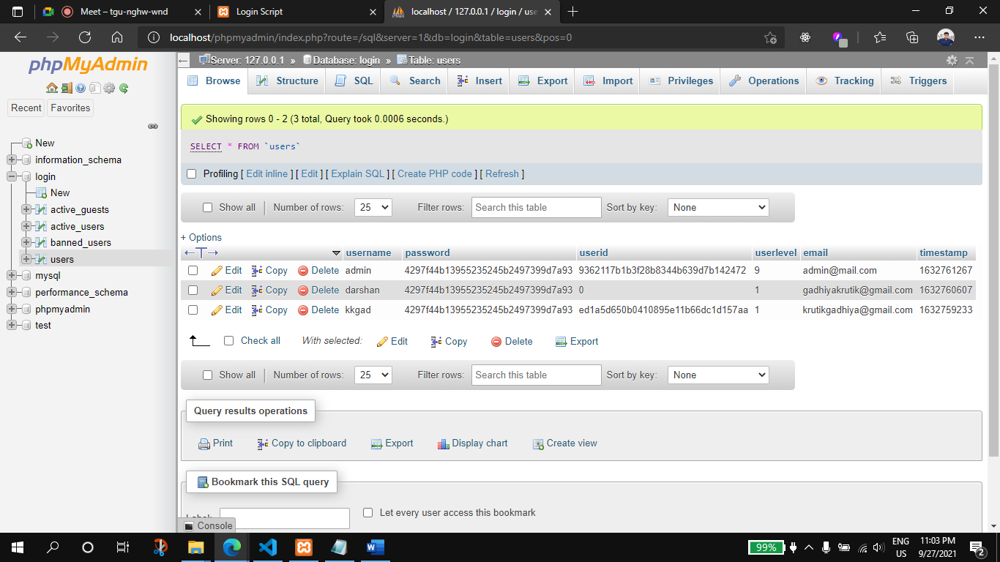 Meet – tgu-nghw-wnd
Login Script
localhost / 127.0.0.1 / login / use
localhost/phpmyadmin/index.php?route=/sql&server=1&db=login&table=users&pos=0
phpMyAdmin
Recent Favorites
New
information_schema
login
New
active_guests
active_users
banned_users
users
mysql
performance_schema
phpmyadmin
test
Server: 127.0.0.1 » Database: login » Table: users
Browse Structure SQL Search Insert Export Import Privileges Operations Tracking Triggers
Showing rows 0 - 2 (3 total, Query took 0.0006 seconds.)
SELECT * FROM `users`
Profiling [ Edit inline ] [ Edit ] [ Explain SQL ] [ Create PHP code ] [ Refresh ]
Show all Number of rows: 25 Filter rows: Search this table Sort by key: None
+ Options
username password userid userlevel email timestamp
Edit Copy Delete admin 4297f44b13955235245b2497399d7a93 9362117b1b3f28b8344b639d7b142472 9 admin@mail.com 1632761267
Edit Copy Delete darshan 4297f44b13955235245b2497399d7a93 0 1 gadhiyakrutik@gmail.com 1632760607
Edit Copy Delete kkgad 4297f44b13955235245b2497399d7a93 ed1a5d650b0410895e11b66dc1d157aa 1 krutikgadhiya@gmail.com 1632759233
Check all With selected: Edit Copy Delete Export
Show all Number of rows: 25 Filter rows: Search this table Sort by key: None
Query results operations
Print Copy to clipboard Export Display chart Create view
Bookmark this SQL query
Label: Let every user access this bookmark
Console
99% ENG US 11:03 PM 9/27/2021 2